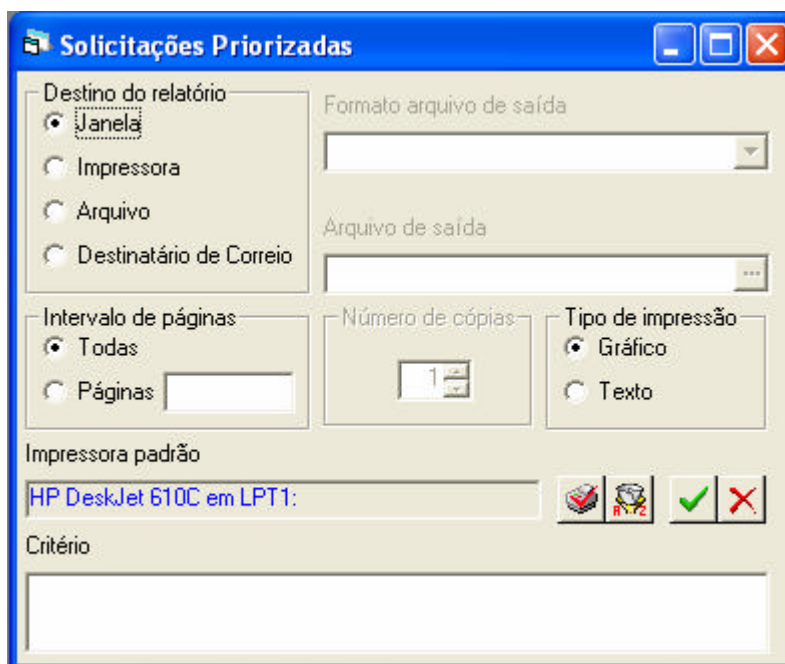 Solicitações Priorizadas
Destino do relatório
Janela
Impressora
Arquivo
Destinatário de Correio
Formato arquivo de saída
Arquivo de saída
...
Intervalo de páginas
Todas
Páginas
Número de cópias
1
Tipo de impressão
Gráfico
Texto
Impressora padrão
HP DeskJet 610C em LPT1:
A Z
Critério